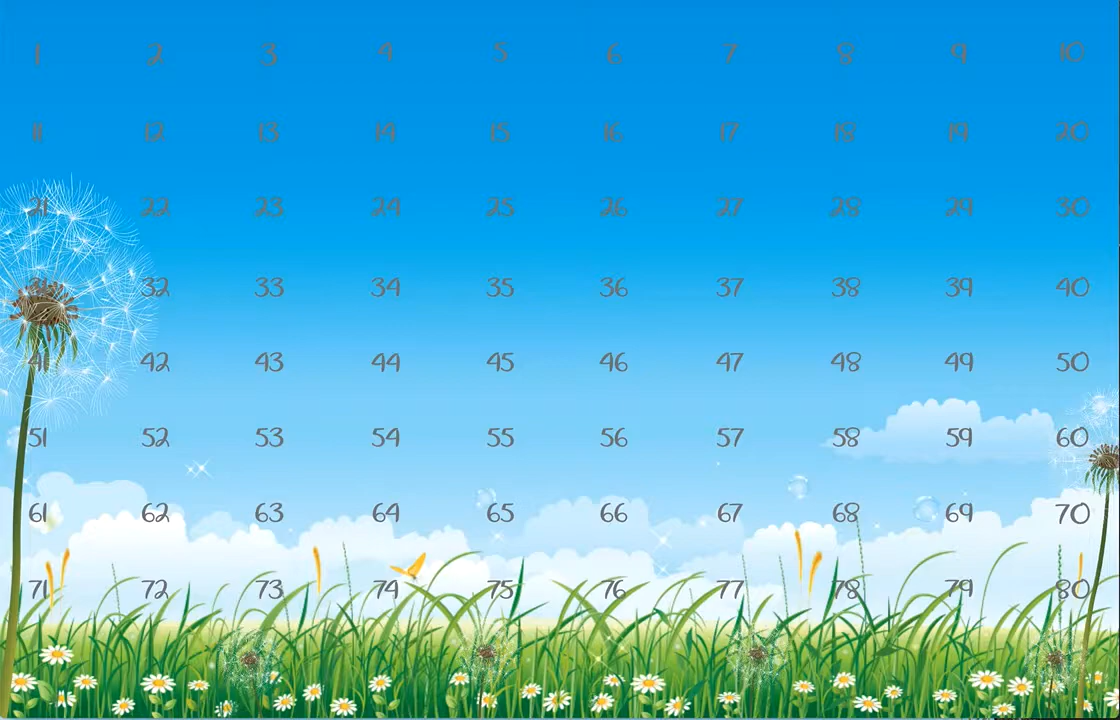 1 2 3 4 5 6 7 8 9 10
11 12 13 14 15 16 17 18 19 20
21 22 23 24 25 26 27 28 29 30
31 32 33 34 35 36 37 38 39 40
41 42 43 44 45 46 47 48 49 50
51 52 53 54 55 56 57 58 59 60
61 62 63 64 65 66 67 68 69 70
71 72 73 74 75 76 77 78 79 80